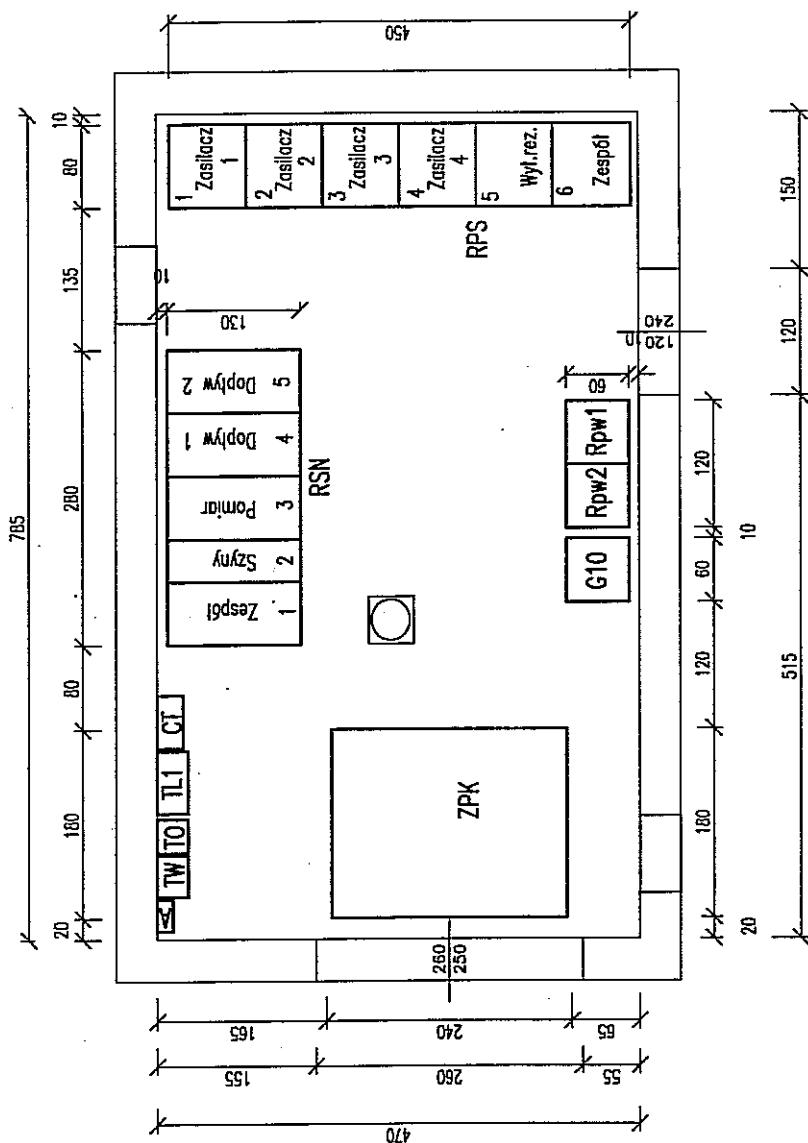 785
20
180
80
280
135
80
10
A
TW
TO
TL1
CT
1
Zespół
2
Szyny
3
Pomiar
4
Dopływ 1
5
Dopływ 2
RSN
130
10
1
Zasilacz
1
2
Zasilacz
2
3
Zasilacz
3
4
Zasilacz
4
5
Wył.rez.
6
Zespół
RPS
450
ZPK
G10
Rpw2
Rpw1
60
10
260
250
120
240
20
180
120
60
10
120
515
120
150
165
240
65
155
260
55
470